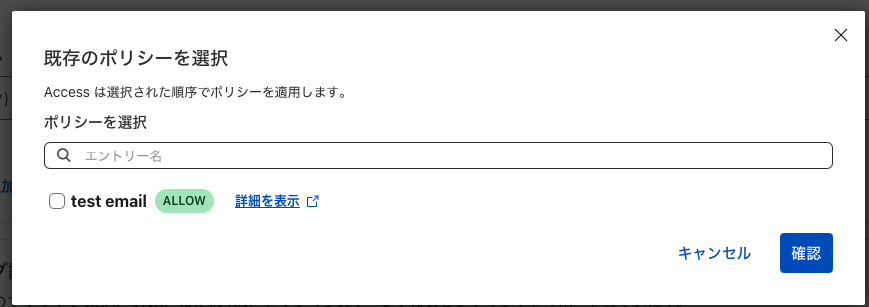 既存のポリシーを選択
Access は選択された順序でポリシーを適用します。
ポリシーを選択
エントリー名
test email ALLOW 詳細を表示
キャンセル 確認